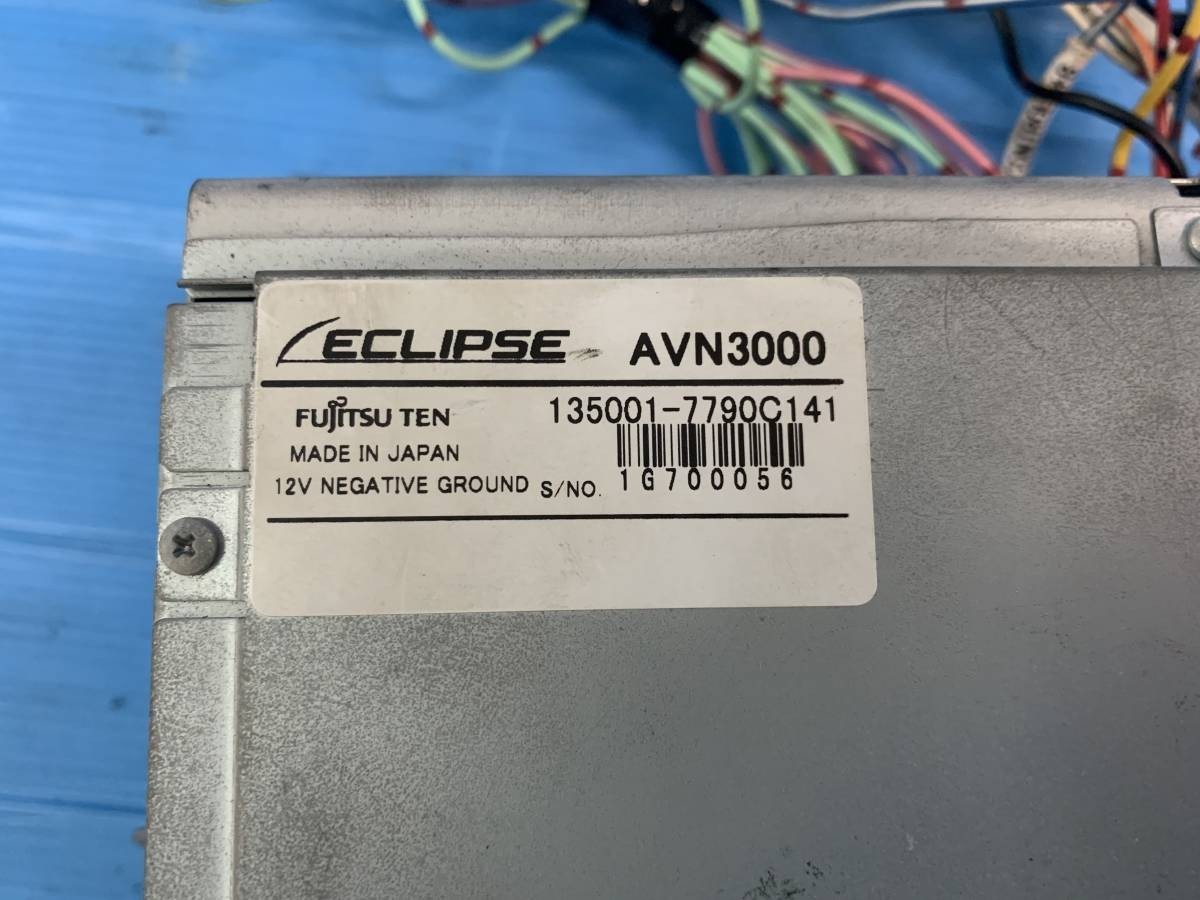 ECLIPSE AVN3000
FUJITSU TEN 135001-7790C141
MADE IN JAPAN
12V NEGATIVE GROUND S/NO. 1G700056